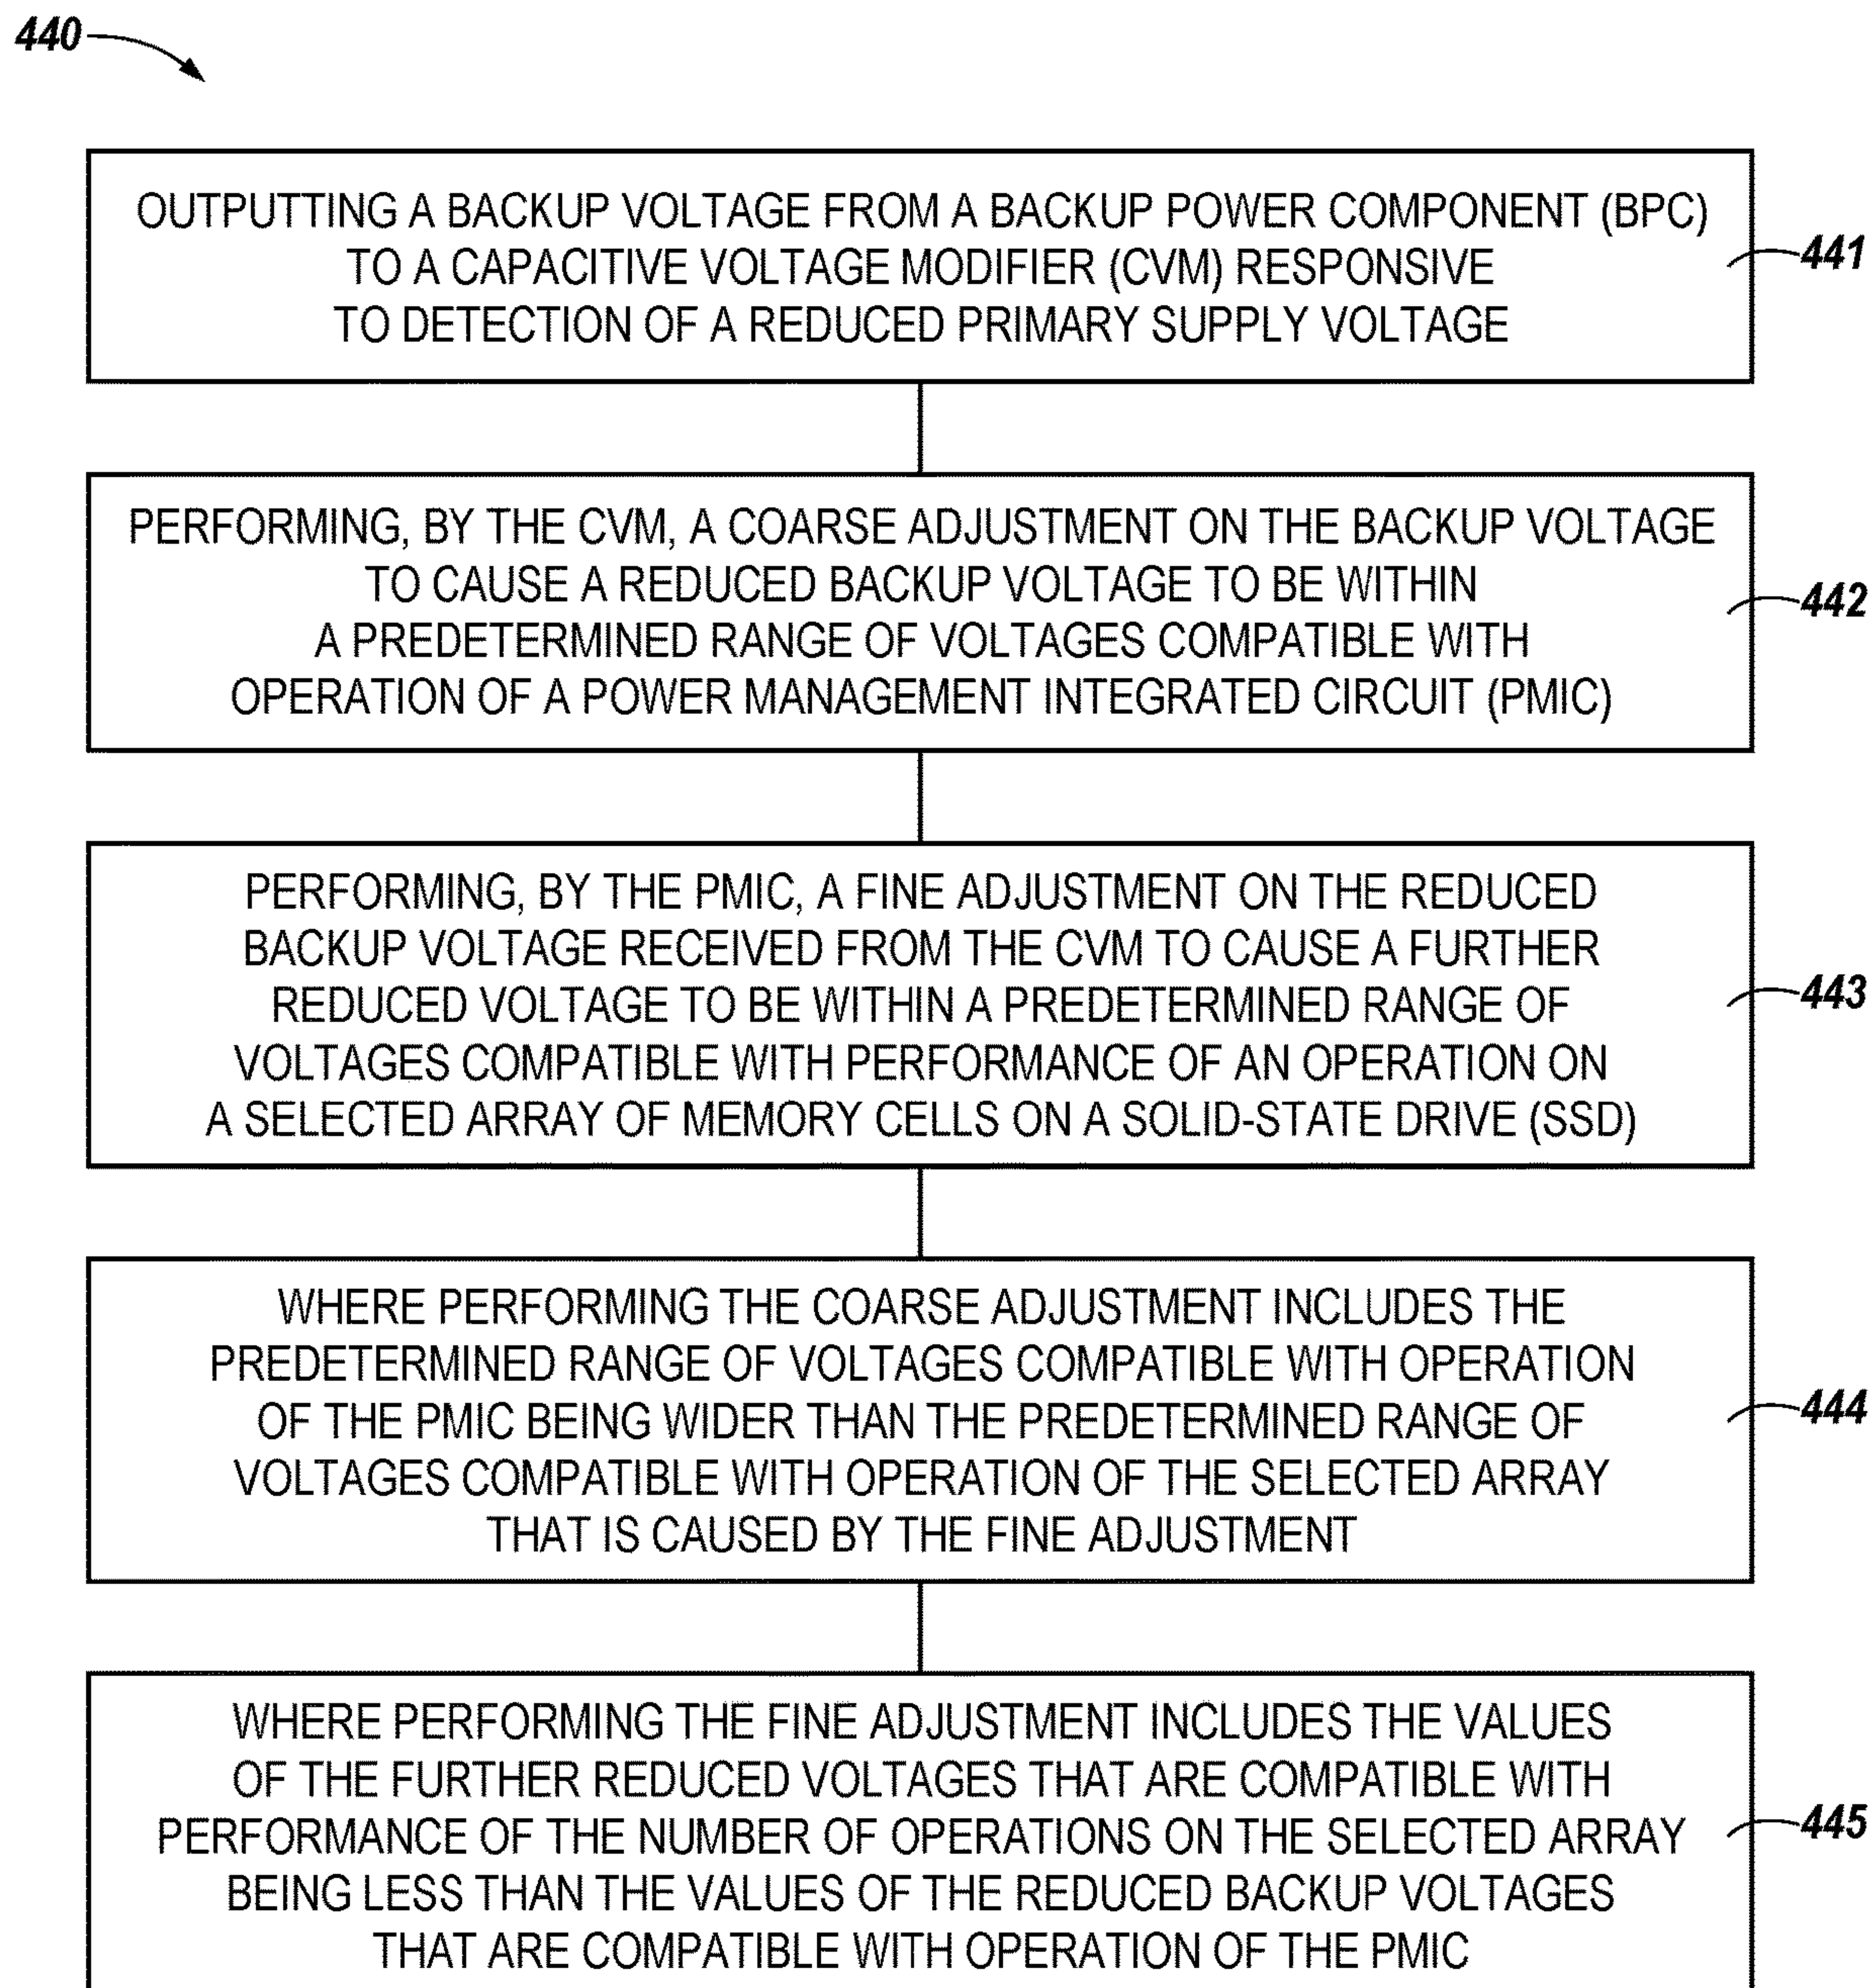 440
OUTPUTTING A BACKUP VOLTAGE FROM A BACKUP POWER COMPONENT (BPC)
TO A CAPACITIVE VOLTAGE MODIFIER (CVM) RESPONSIVE
TO DETECTION OF A REDUCED PRIMARY SUPPLY VOLTAGE
441
PERFORMING, BY THE CVM, A COARSE ADJUSTMENT ON THE BACKUP VOLTAGE
TO CAUSE A REDUCED BACKUP VOLTAGE TO BE WITHIN
A PREDETERMINED RANGE OF VOLTAGES COMPATIBLE WITH
OPERATION OF A POWER MANAGEMENT INTEGRATED CIRCUIT (PMIC)
442
PERFORMING, BY THE PMIC, A FINE ADJUSTMENT ON THE REDUCED
BACKUP VOLTAGE RECEIVED FROM THE CVM TO CAUSE A FURTHER
REDUCED VOLTAGE TO BE WITHIN A PREDETERMINED RANGE OF
VOLTAGES COMPATIBLE WITH PERFORMANCE OF AN OPERATION ON
A SELECTED ARRAY OF MEMORY CELLS ON A SOLID-STATE DRIVE (SSD)
443
WHERE PERFORMING THE COARSE ADJUSTMENT INCLUDES THE
PREDETERMINED RANGE OF VOLTAGES COMPATIBLE WITH OPERATION
OF THE PMIC BEING WIDER THAN THE PREDETERMINED RANGE OF
VOLTAGES COMPATIBLE WITH OPERATION OF THE SELECTED ARRAY
THAT IS CAUSED BY THE FINE ADJUSTMENT
444
WHERE PERFORMING THE FINE ADJUSTMENT INCLUDES THE VALUES
OF THE FURTHER REDUCED VOLTAGES THAT ARE COMPATIBLE WITH
PERFORMANCE OF THE NUMBER OF OPERATIONS ON THE SELECTED ARRAY
BEING LESS THAN THE VALUES OF THE REDUCED BACKUP VOLTAGES
THAT ARE COMPATIBLE WITH OPERATION OF THE PMIC
445